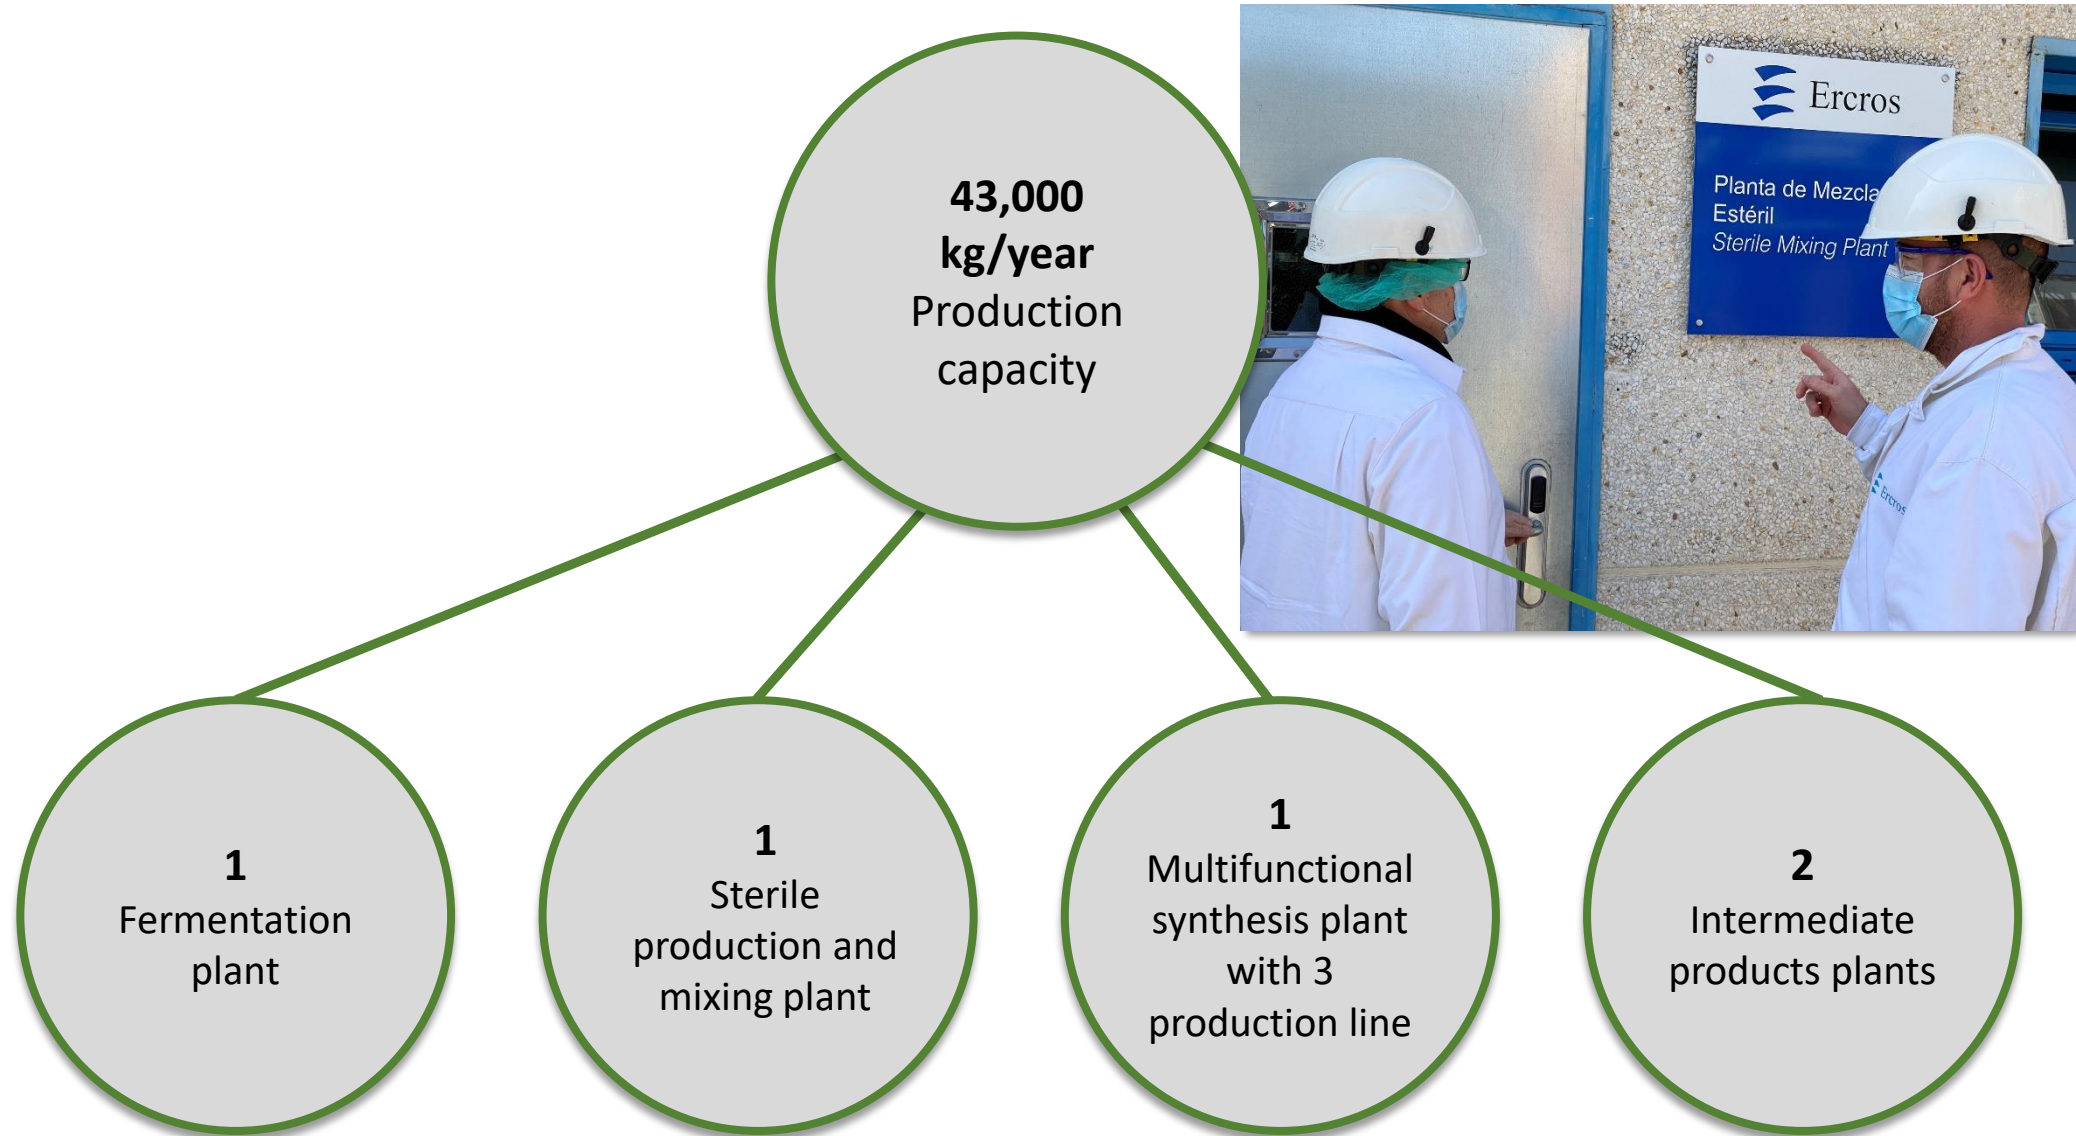 43,000
kg/year
Production
capacity
Ercros
Planta de Mezcla
Estéril
Sterile Mixing Plant
Ercros
1
Fermentation
plant
1
Sterile
production and
mixing plant
1
Multifunctional
synthesis plant
with 3
production line
2
Intermediate
products plants